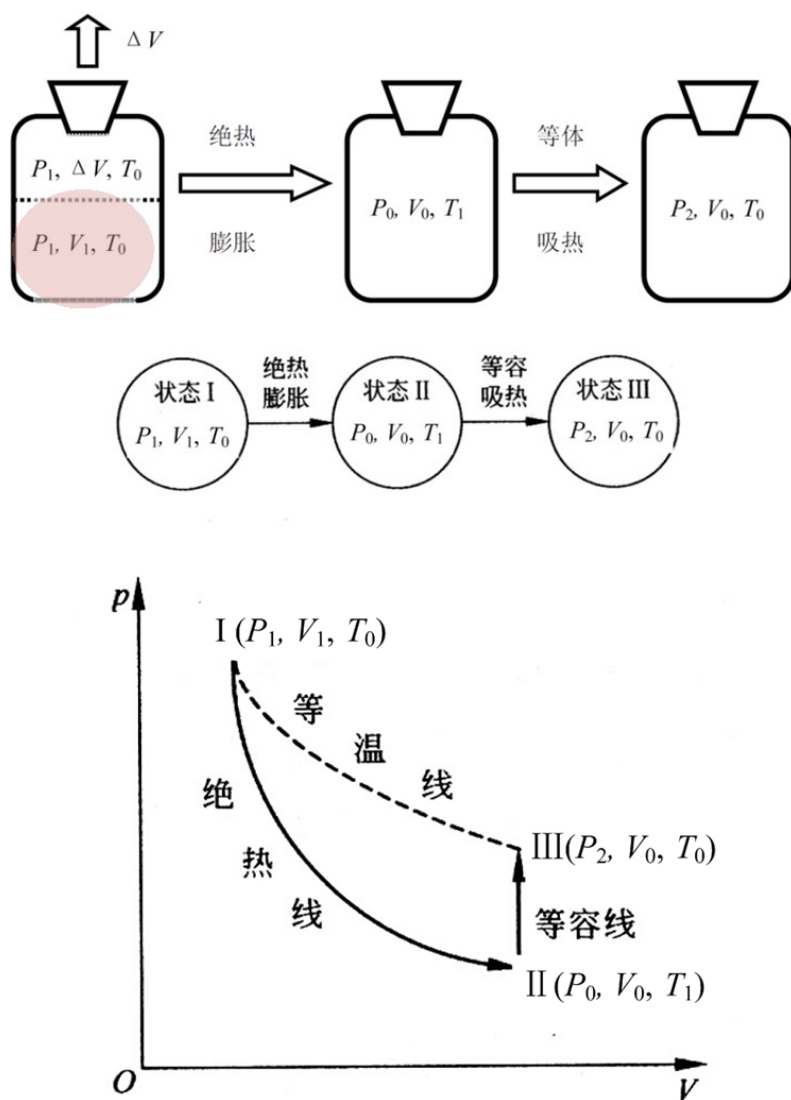 Δ V
P₁, Δ V, T₀
P₁, V₁, T₀
绝热
膨胀
P₀, V₀, T₁
等体
吸热
P₂, V₀, T₀
状态 I
P₁, V₁, T₀
绝热
膨胀
状态 II
P₀, V₀, T₁
等容
吸热
状态 III
P₂, V₀, T₀
p
I (P₁, V₁, T₀)
等温线
绝热线
III(P₂, V₀, T₀)
等容线
II (P₀, V₀, T₁)
O
V